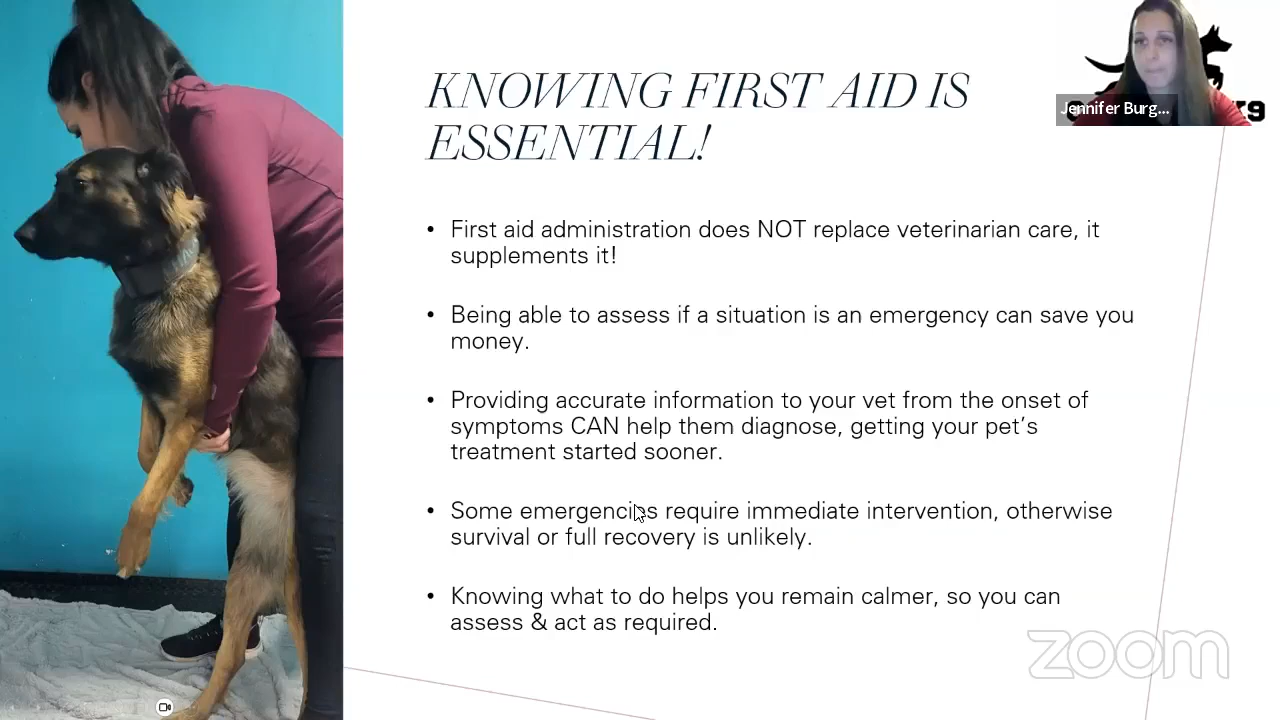 KNOWING FIRST AID IS
ESSENTIAL!
Jennifer Burg...
• First aid administration does NOT replace veterinarian care, it
supplements it!
• Being able to assess if a situation is an emergency can save you
money.
• Providing accurate information to your vet from the onset of
symptoms CAN help them diagnose, getting your pet's
treatment started sooner.
• Some emergencies require immediate intervention, otherwise
survival or full recovery is unlikely.
• Knowing what to do helps you remain calmer, so you can
assess & act as required.
zoom